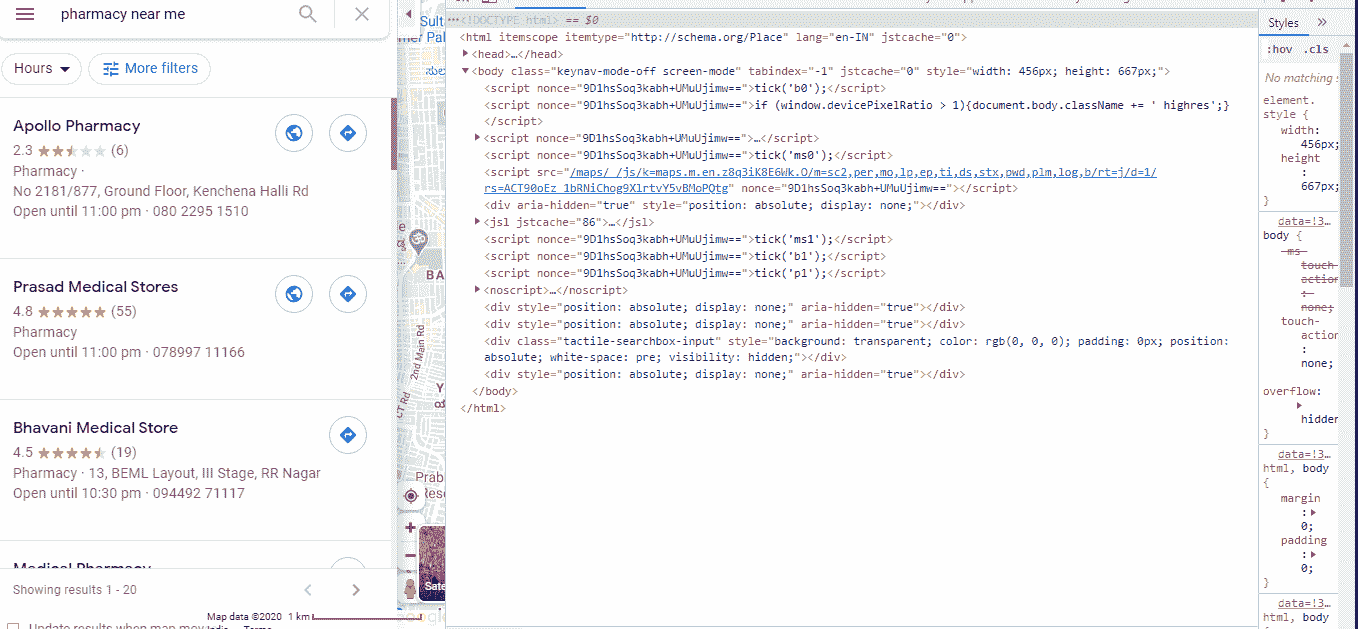 pharmacy near me
Hours
More filters
Apollo Pharmacy
2.3 (6)
Pharmacy ·
No 2181/877, Ground Floor, Kenchena Halli Rd
Open until 11:00 pm · 080 2295 1510
Prasad Medical Stores
4.8 (55)
Pharmacy
Open until 11:00 pm · 078997 11166
Bhavani Medical Store
4.5 (19)
Pharmacy · 13, BEML Layout, III Stage, RR Nagar
Open until 10:30 pm · 094492 71117
Medical Pharmacy
Showing results 1 - 20
Update results when map mov
Map data ©2020 1 km
India Terms
Sult
mer Pal
ಸುಲ
BA
2nd Main Rd
CT Rd
Y
Prab
Rese
Sate
<!DOCTYPE html> == $0
<html itemscope itemtype="http://schema.org/Place" lang="en-IN" jstcache="0">
<head>…</head>
<body class="keynav-mode-off screen-mode" tabindex="-1" jstcache="0" style="width: 456px; height: 667px;">
<script nonce="9D1hsSoq3kabh+UMuUjimw==">tick('b0');</script>
<script nonce="9D1hsSoq3kabh+UMuUjimw==">if (window.devicePixelRatio > 1){document.body.className += ' highres';}
</script>
<script nonce="9D1hsSoq3kabh+UMuUjimw==">…</script>
<script nonce="9D1hsSoq3kabh+UMuUjimw==">tick('ms0');</script>
<script src="/maps/_/js/k=maps.m.en.z8q3iK8E6Wk.O/m=sc2,per,mo,lp,ep,ti,ds,stx,pwd,plm,log,b/rt=j/d=1/
rs=ACT90oEz_1bRNiChog9XlrtvY5vBMoPQtg" nonce="9D1hsSoq3kabh+UMuUjimw=="></script>
<div aria-hidden="true" style="position: absolute; display: none;"></div>
<jsl jstcache="86">…</jsl>
<script nonce="9D1hsSoq3kabh+UMuUjimw==">tick('ms1');</script>
<script nonce="9D1hsSoq3kabh+UMuUjimw==">tick('b1');</script>
<script nonce="9D1hsSoq3kabh+UMuUjimw==">tick('p1');</script>
<noscript>…</noscript>
<div style="position: absolute; display: none;" aria-hidden="true"></div>
<div style="position: absolute; display: none;" aria-hidden="true"></div>
<div class="tactile-searchbox-input" style="background: transparent; color: rgb(0, 0, 0); padding: 0px; position:
absolute; white-space: pre; visibility: hidden;"></div>
<div style="position: absolute; display: none;" aria-hidden="true"></div>
</body>
</html>
Styles »
:hov .cls
No matching s
element.
style {
width:
456px;
height
:
667px;
}
data=!3…
body {
-ms-
touch-
action
:
none;
touch-
action
:
none;
overflow:
hidden
}
data=!3…
html, body
{
margin
:
0;
padding
:
0;
}
data=!3…
html, body
{